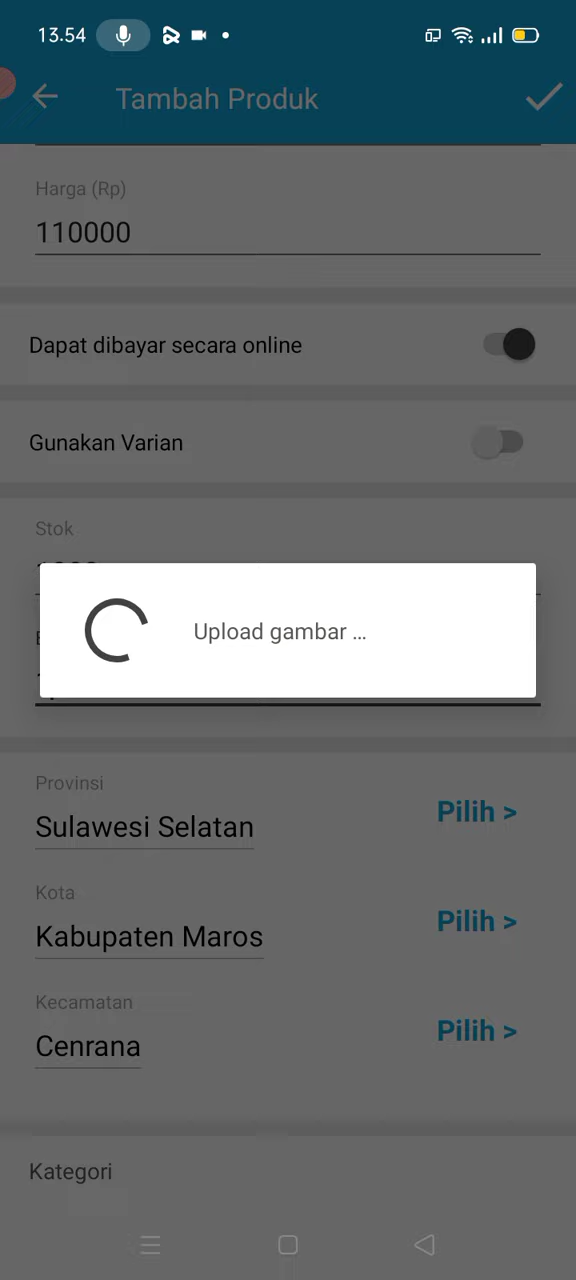 13.54
Tambah Produk
Harga (Rp)
110000
Dapat dibayar secara online
Gunakan Varian
Stok
Upload gambar ...
Provinsi
Sulawesi Selatan
Pilih >
Kota
Kabupaten Maros
Pilih >
Kecamatan
Cenrana
Pilih >
Kategori